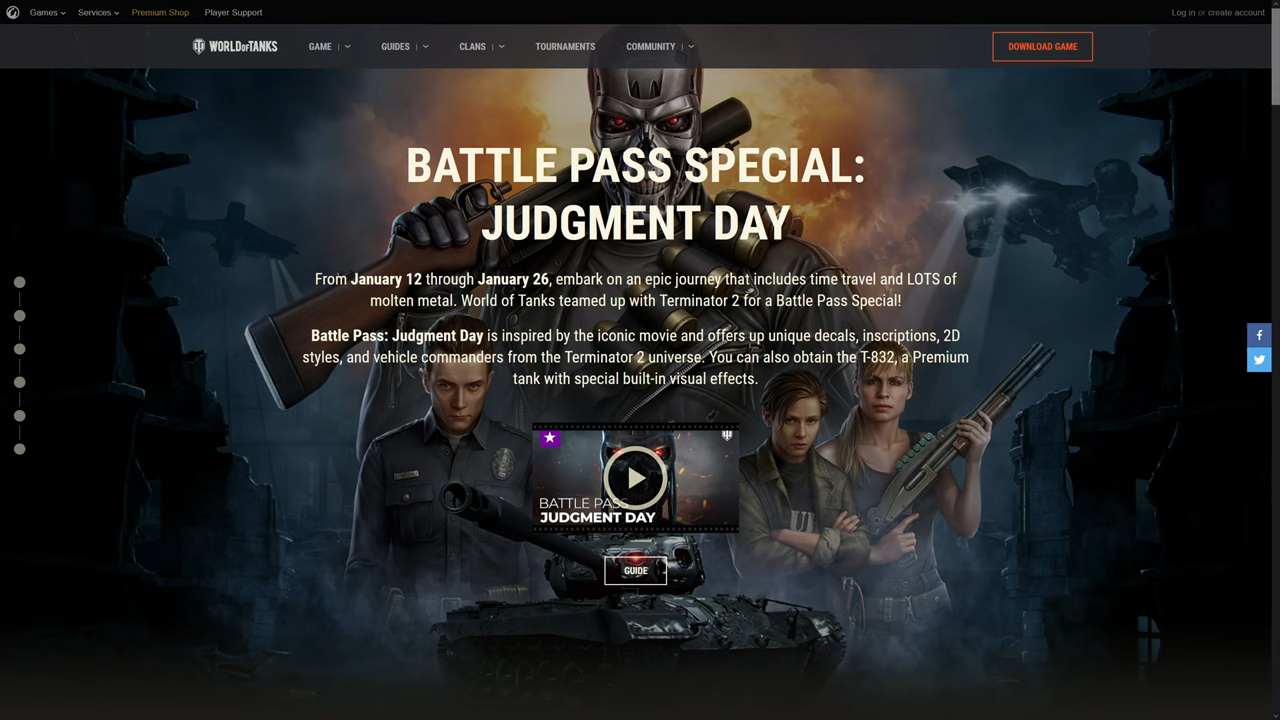 Games Services Premium Shop Player Support Log in or create account
WORLD OF TANKS GAME GUIDES CLANS TOURNAMENTS COMMUNITY DOWNLOAD GAME
BATTLE PASS SPECIAL:
JUDGMENT DAY
From January 12 through January 26, embark on an epic journey that includes time travel and LOTS of
molten metal. World of Tanks teamed up with Terminator 2 for a Battle Pass Special!
Battle Pass: Judgment Day is inspired by the iconic movie and offers up unique decals, inscriptions, 2D
styles, and vehicle commanders from the Terminator 2 universe. You can also obtain the T-832, a Premium
tank with special built-in visual effects.
BATTLE PASS
JUDGMENT DAY
GUIDE